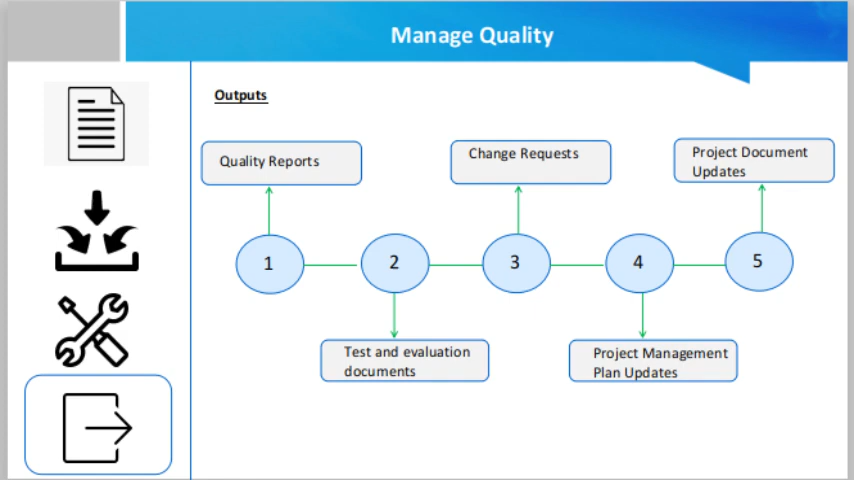 Manage Quality
Outputs
Quality Reports
Change Requests
Project Document
Updates
1
2
3
4
5
Test and evaluation
documents
Project Management
Plan Updates